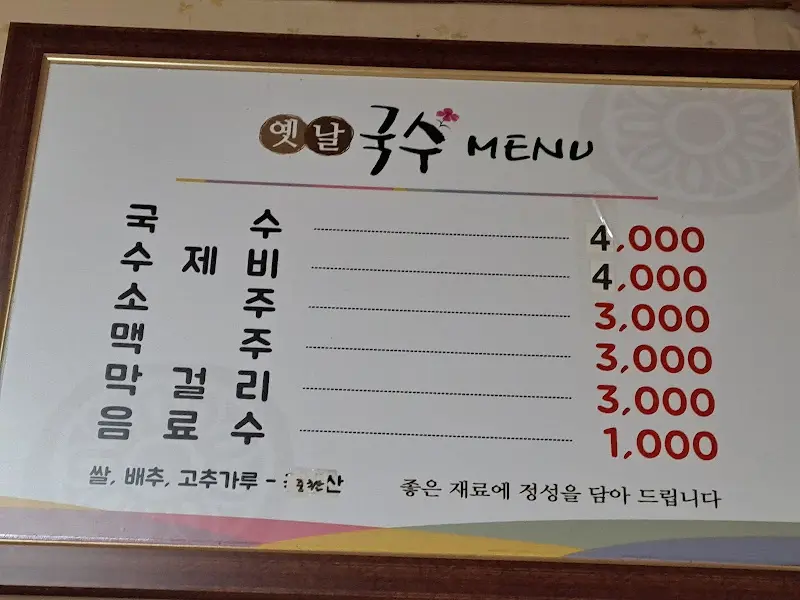 옛날 국수 MENU
국수 4,000
수제비 4,000
소주 3,000
맥주 3,000
막걸리 3,000
음료수 1,000
쌀, 배추, 고추가루 - 산
좋은 재료에 정성을 담아 드립니다